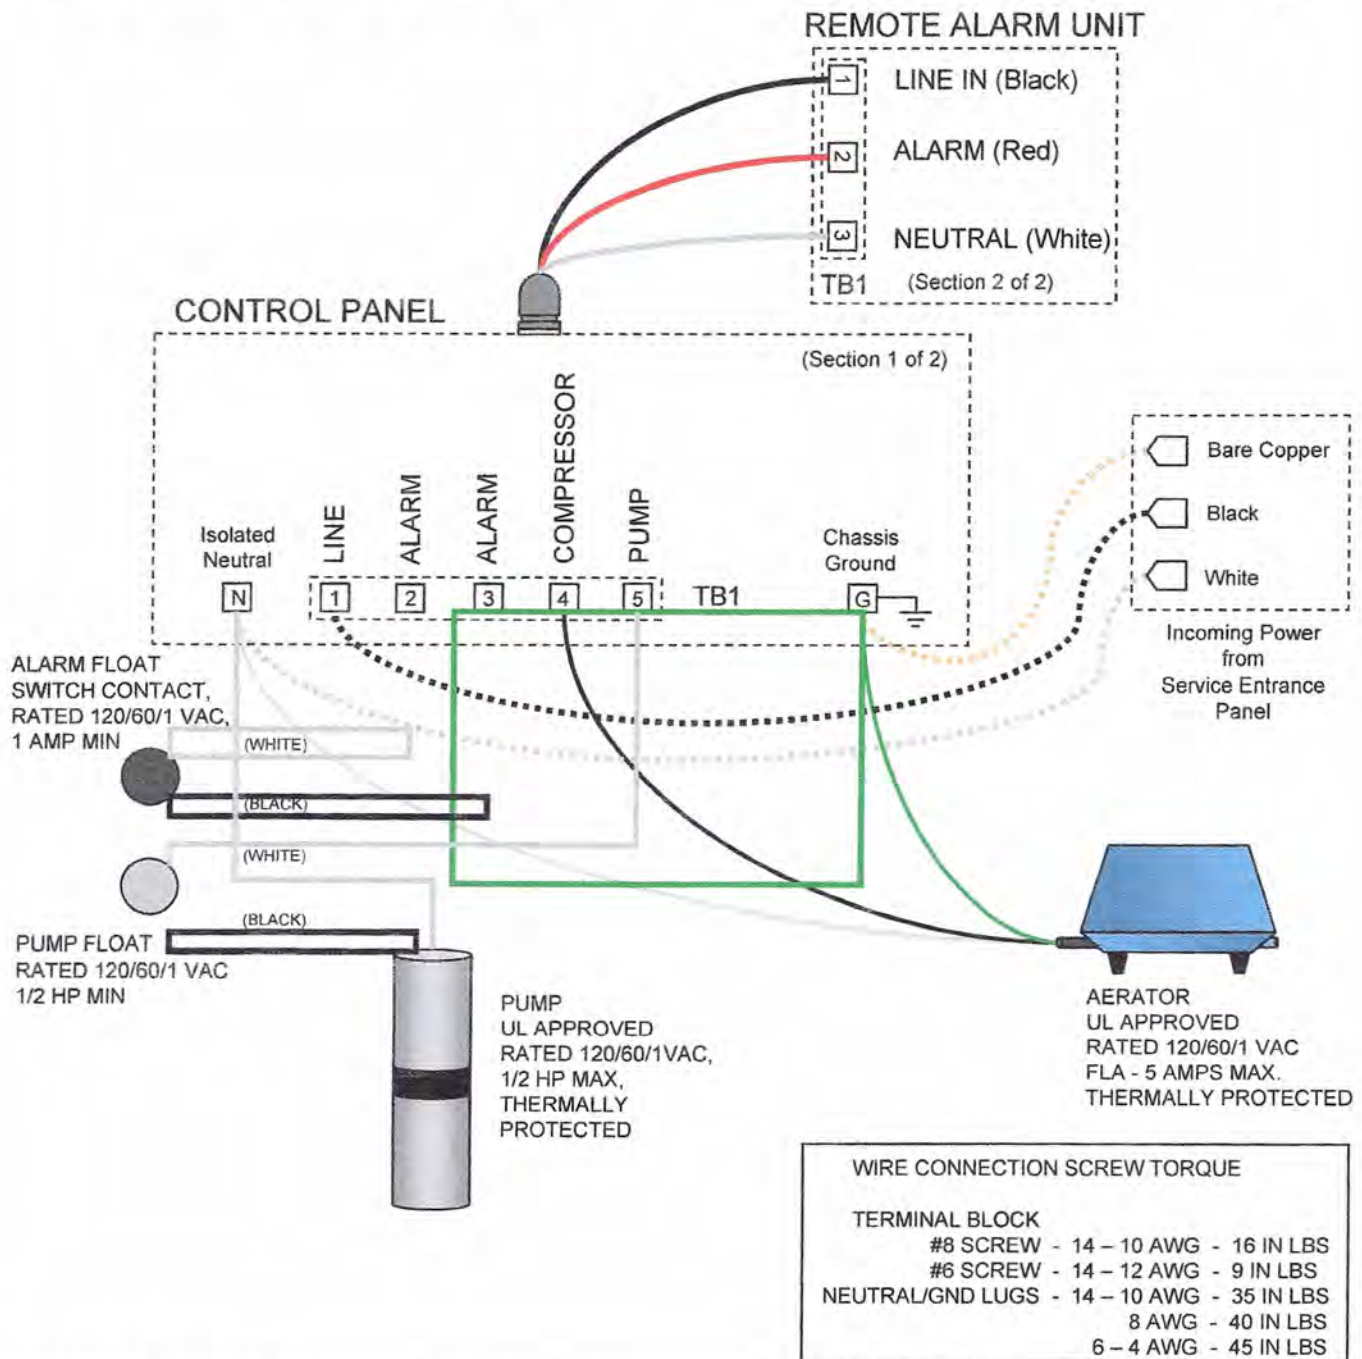 REMOTE ALARM UNIT
1
LINE IN (Black)
2
ALARM (Red)
3
NEUTRAL (White)
TB1
(Section 2 of 2)
CONTROL PANEL
(Section 1 of 2)
Isolated
Neutral
LINE
ALARM
ALARM
COMPRESSOR
PUMP
Chassis
Ground
N
1
2
3
4
5
TB1
G
Bare Copper
Black
White
Incoming Power
from
Service Entrance
Panel
ALARM FLOAT
SWITCH CONTACT,
RATED 120/60/1 VAC,
1 AMP MIN
(WHITE)
(BLACK)
(WHITE)
(BLACK)
PUMP FLOAT
RATED 120/60/1 VAC
1/2 HP MIN
PUMP
UL APPROVED
RATED 120/60/1VAC,
1/2 HP MAX,
THERMALLY
PROTECTED
AERATOR
UL APPROVED
RATED 120/60/1 VAC
FLA - 5 AMPS MAX.
THERMALLY PROTECTED
WIRE CONNECTION SCREW TORQUE
TERMINAL BLOCK
#8 SCREW - 14 – 10 AWG - 16 IN LBS
#6 SCREW - 14 – 12 AWG - 9 IN LBS
NEUTRAL/GND LUGS - 14 – 10 AWG - 35 IN LBS
8 AWG - 40 IN LBS
6 – 4 AWG - 45 IN LBS